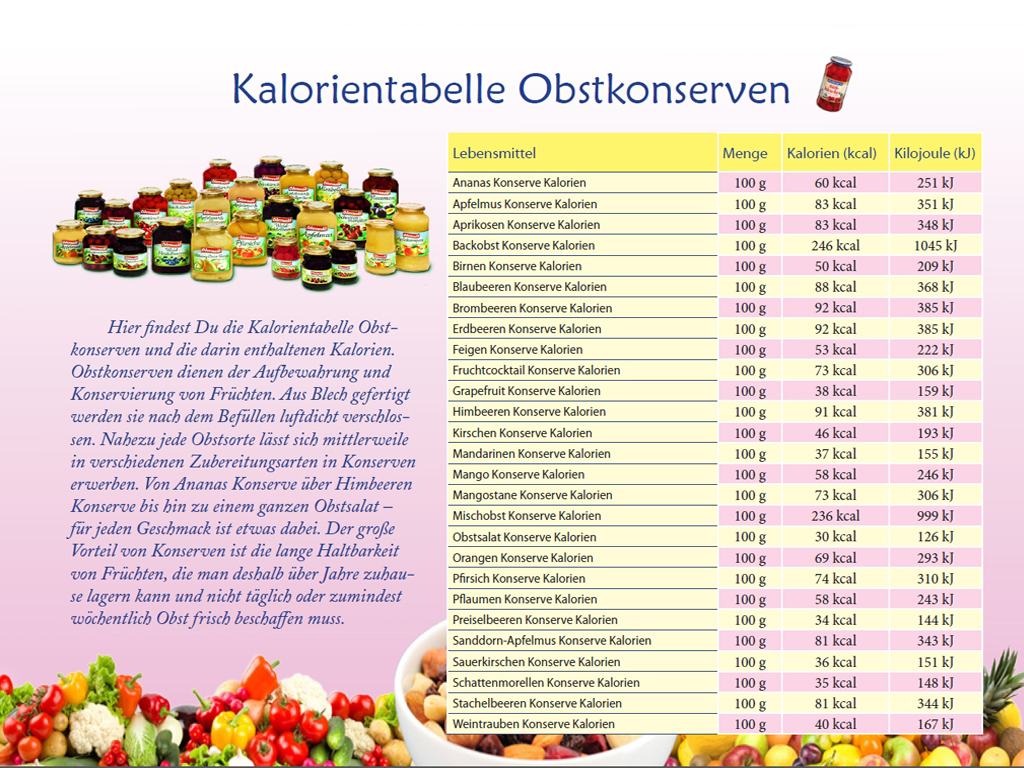 Kalorientabelle Obstkonserven
Hier findest Du die Kalorientabelle Obst-
konserven und die darin enthaltenen Kalorien.
Obstkonserven dienen der Aufbewahrung und
Konservierung von Früchten. Aus Blech gefertigt
werden sie nach dem Befüllen luftdicht verschlos-
sen. Nahezu jede Obstsorte lässt sich mittlerweile
in verschiedenen Zubereitungsarten in Konserven
erwerben. Von Ananas Konserve über Himbeeren
Konserve bis hin zu einem ganzen Obstsalat –
für jeden Geschmack ist etwas dabei. Der große
Vorteil von Konserven ist die lange Haltbarkeit
von Früchten, die man deshalb über Jahre zuhau-
se lagern kann und nicht täglich oder zumindest
wöchentlich Obst frisch beschaffen muss.
Lebensmittel Menge Kalorien (kcal) Kilojoule (kJ)
Ananas Konserve Kalorien 100 g 60 kcal 251 kJ
Apfelmus Konserve Kalorien 100 g 83 kcal 351 kJ
Aprikosen Konserve Kalorien 100 g 83 kcal 348 kJ
Backobst Konserve Kalorien 100 g 246 kcal 1045 kJ
Birnen Konserve Kalorien 100 g 50 kcal 209 kJ
Blaubeeren Konserve Kalorien 100 g 88 kcal 368 kJ
Brombeeren Konserve Kalorien 100 g 92 kcal 385 kJ
Erdbeeren Konserve Kalorien 100 g 92 kcal 385 kJ
Feigen Konserve Kalorien 100 g 53 kcal 222 kJ
Fruchtcocktail Konserve Kalorien 100 g 73 kcal 306 kJ
Grapefruit Konserve Kalorien 100 g 38 kcal 159 kJ
Himbeeren Konserve Kalorien 100 g 91 kcal 381 kJ
Kirschen Konserve Kalorien 100 g 46 kcal 193 kJ
Mandarinen Konserve Kalorien 100 g 37 kcal 155 kJ
Mango Konserve Kalorien 100 g 58 kcal 246 kJ
Mangostane Konserve Kalorien 100 g 73 kcal 306 kJ
Mischobst Konserve Kalorien 100 g 236 kcal 999 kJ
Obstsalat Konserve Kalorien 100 g 30 kcal 126 kJ
Orangen Konserve Kalorien 100 g 69 kcal 293 kJ
Pfirsich Konserve Kalorien 100 g 74 kcal 310 kJ
Pflaumen Konserve Kalorien 100 g 58 kcal 243 kJ
Preiselbeeren Konserve Kalorien 100 g 34 kcal 144 kJ
Sanddorn-Apfelmus Konserve Kalorien 100 g 81 kcal 343 kJ
Sauerkirschen Konserve Kalorien 100 g 36 kcal 151 kJ
Schattenmorellen Konserve Kalorien 100 g 35 kcal 148 kJ
Stachelbeeren Konserve Kalorien 100 g 81 kcal 344 kJ
Weintrauben Konserve Kalorien 100 g 40 kcal 167 kJ